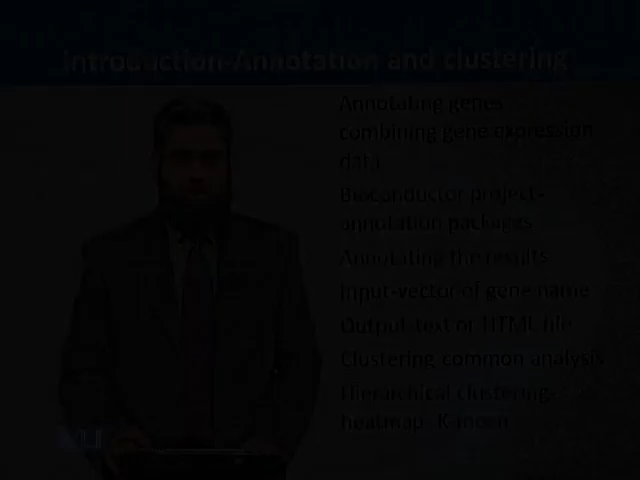 Introduction-Annotation and clustering
Annotating genes
combining gene expression
data
Bioconductor project-
annotation packages
Annotating the results
Input-vector of gene name
Output-text or HTML file
Clustering common analysis
Hierarchical clustering,
heatmap, K-mean